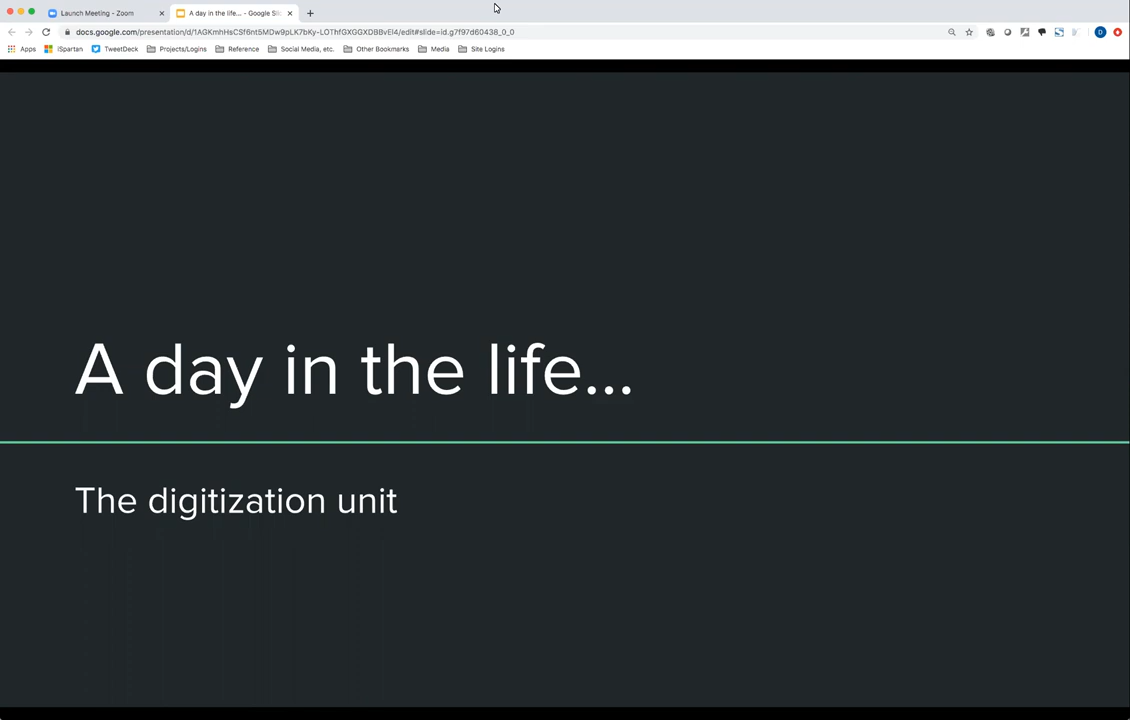 Launch Meeting - Zoom
A day in the life... - Google Sli
docs.google.com/presentation/d/1AGKmhHsCSf6nt5MDw9pLK7bKy-LOThfGXGGXDBBvEl4/edit#slide=id.g7f97d60438_0_0
D
Apps
iSpartan
TweetDeck
Projects/Logins
Reference
Social Media, etc.
Other Bookmarks
Media
Site Logins
A day in the life...
The digitization unit